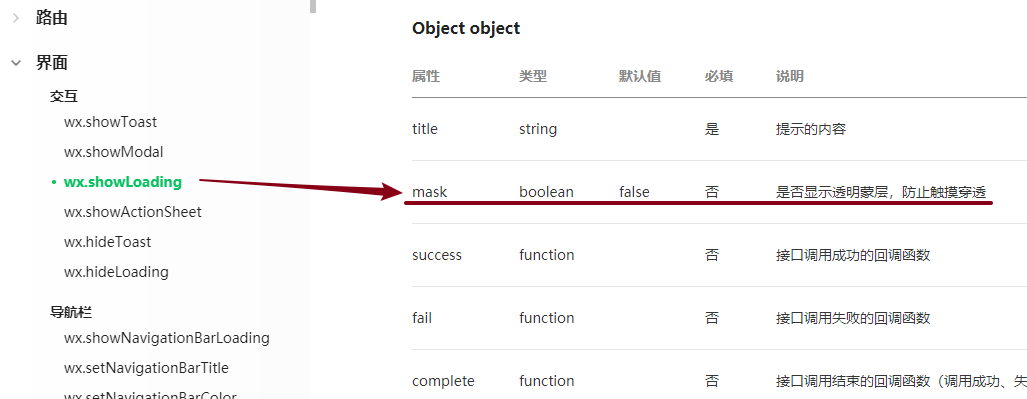 路由
界面
交互
wx.showToast
wx.showModal
wx.showLoading
wx.showActionSheet
wx.hideToast
wx.hideLoading
导航栏
wx.showNavigationBarLoading
wx.setNavigationBarTitle
wx.setNavigationBarColor
Object object
属性 类型 默认值 必填 说明
title string 是 提示的内容
mask boolean false 否 是否显示透明蒙层，防止触摸穿透
success function 否 接口调用成功的回调函数
fail function 否 接口调用失败的回调函数
complete function 否 接口调用结束的回调函数（调用成功、失